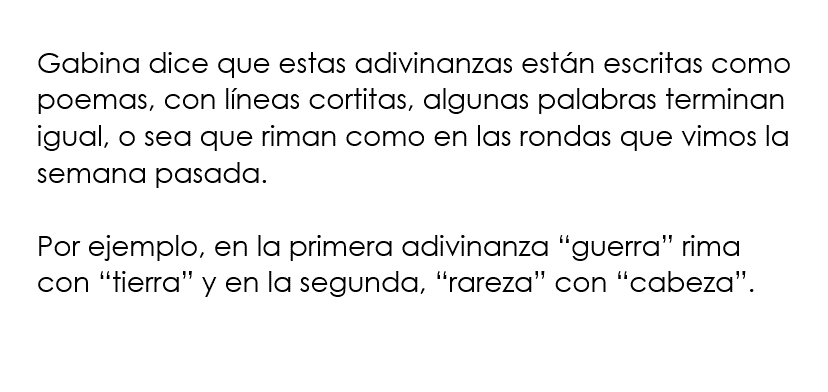 Gabina dice que estas adivinanzas están escritas como
poemas, con líneas cortitas, algunas palabras terminan
igual, o sea que riman como en las rondas que vimos la
semana pasada.
Por ejemplo, en la primera adivinanza “guerra” rima
con “tierra” y en la segunda, “rareza” con “cabeza”.